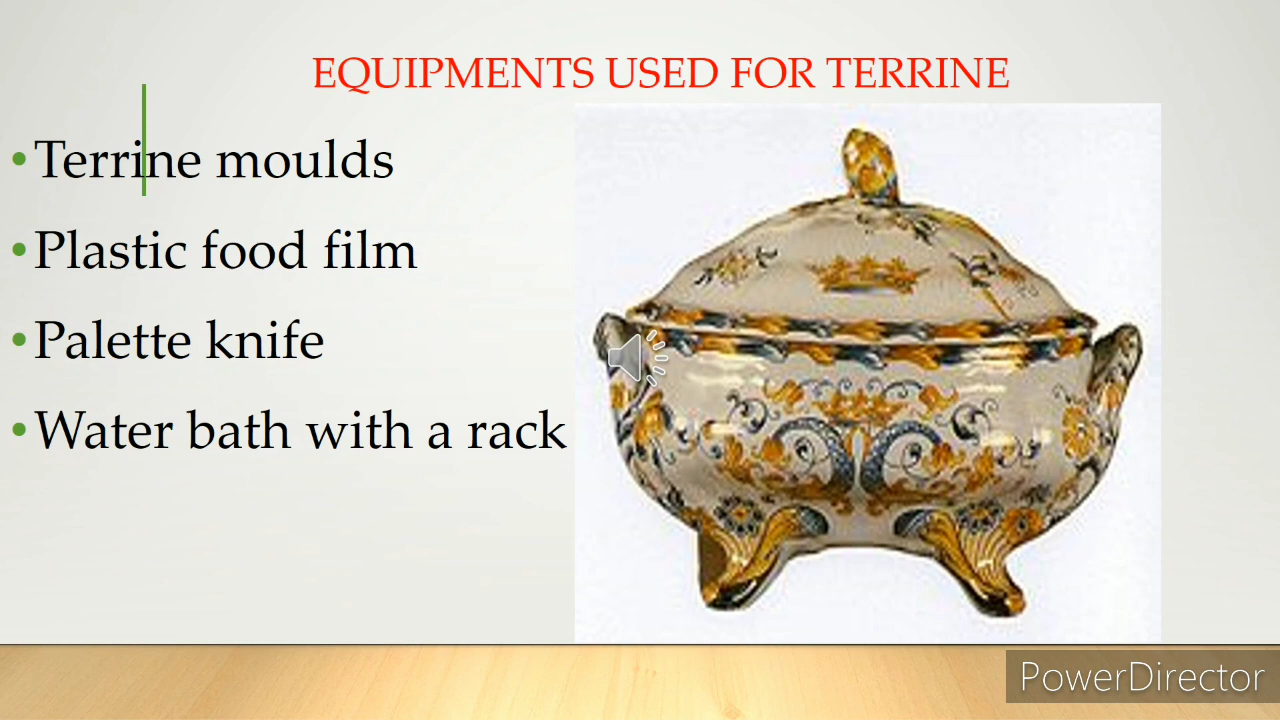 EQUIPMENTS USED FOR TERRINE
• Terrine moulds
• Plastic food film
• Palette knife
• Water bath with a rack
PowerDirector